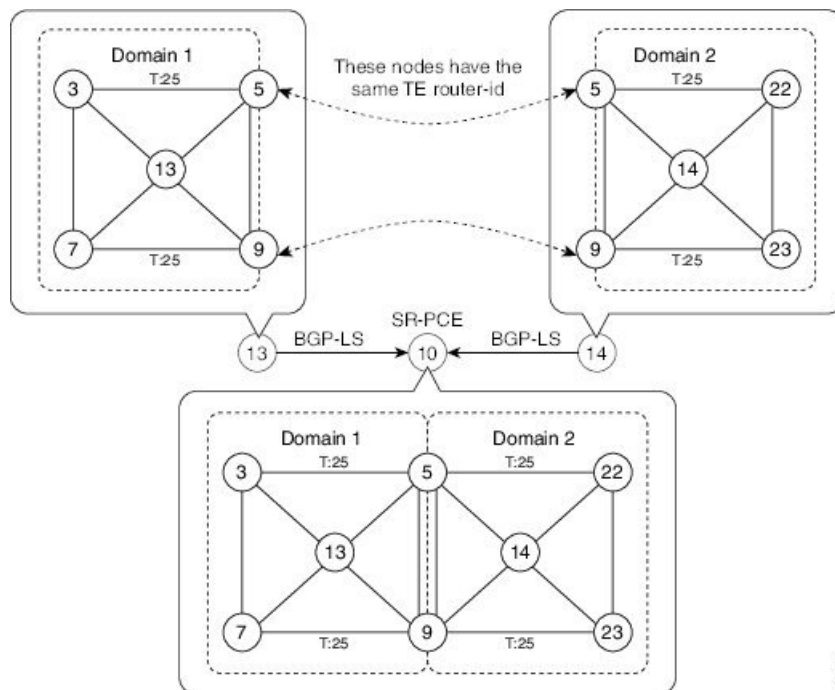 Domain 1
T:25
3
5
13
7
9
T:25
These nodes have the
same TE router-id
Domain 2
T:25
5
22
14
9
23
T:25
SR-PCE
13
BGP-LS
10
BGP-LS
14
Domain 1
Domain 2
T:25
T:25
3
5
22
13
14
7
9
23
T:25
T:25